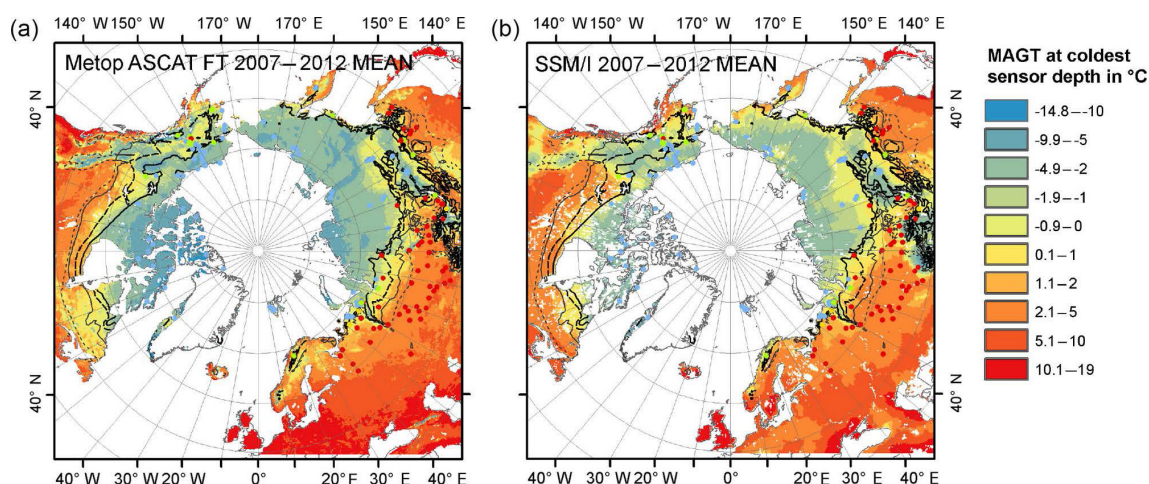 140° W 150° W 170° W 170° E 150° E 140° E
(a)
Metop ASCAT FT 2007—2012 MEAN
40° N
40° N
40° W 20° W 0° 20° E 30° E 40° E
140° W 150° W 170° W 170° E 150° E 140° E
(b)
SSM/I 2007—2012 MEAN
40° N
40° N
40° W 30° W 20° W 0° 20° E 30° E 40° E
MAGT at coldest
sensor depth in °C
-14.8—-10
-9.9—-5
-4.9—-2
-1.9—-1
-0.9—0
0.1—1
1.1—2
2.1—5
5.1—10
10.1—19